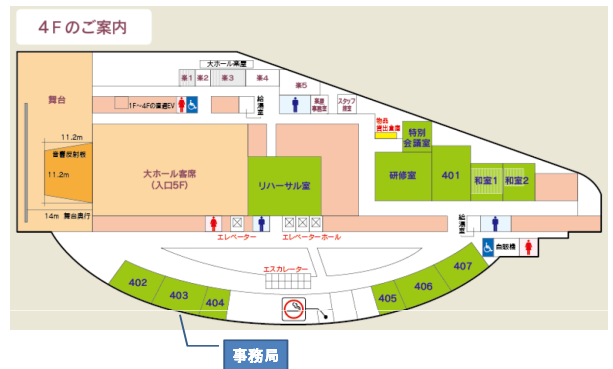 4Fのご案内
大ホール楽屋
楽1 楽2 楽3 楽4
楽5
舞台
1F〜4Fの貫通EV
給湯室
楽屋
事務室
スタッフ
控室
物品
貸出倉庫
特別
会議室
11.2m
音響反射板
11.2m
14m 舞台奥行
大ホール客席
(入口5F)
リハーサル室
研修室
401
和室1 和室2
給湯室
エレベーター エレベーターホール
自販機
エスカレーター
402
403
404
405
406
407
事務局